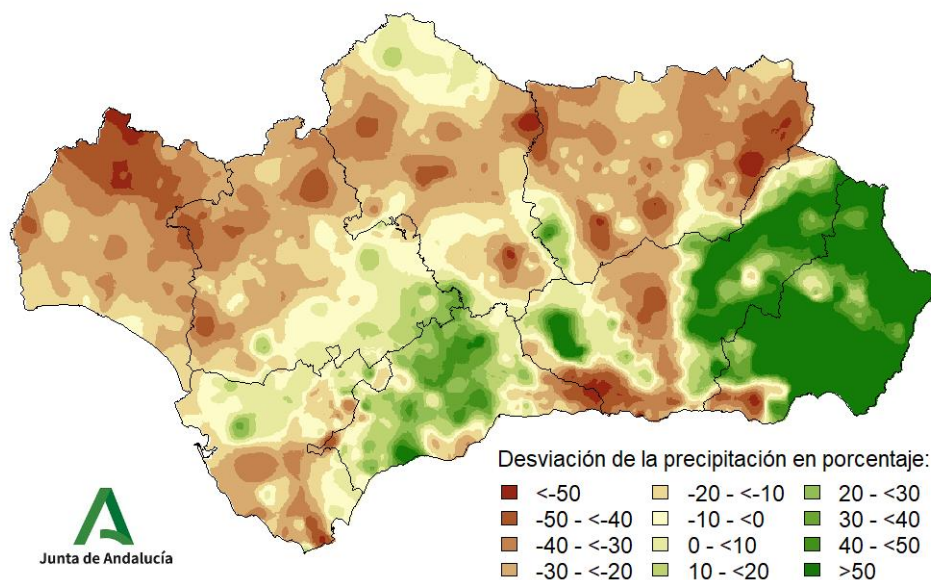 Desviación de la precipitación en porcentaje:
<-50
-50 - <-40
-40 - <-30
-30 - <-20
-20 - <-10
-10 - <0
0 - <10
10 - <20
20 - <30
30 - <40
40 - <50
>50
Junta de Andalucía